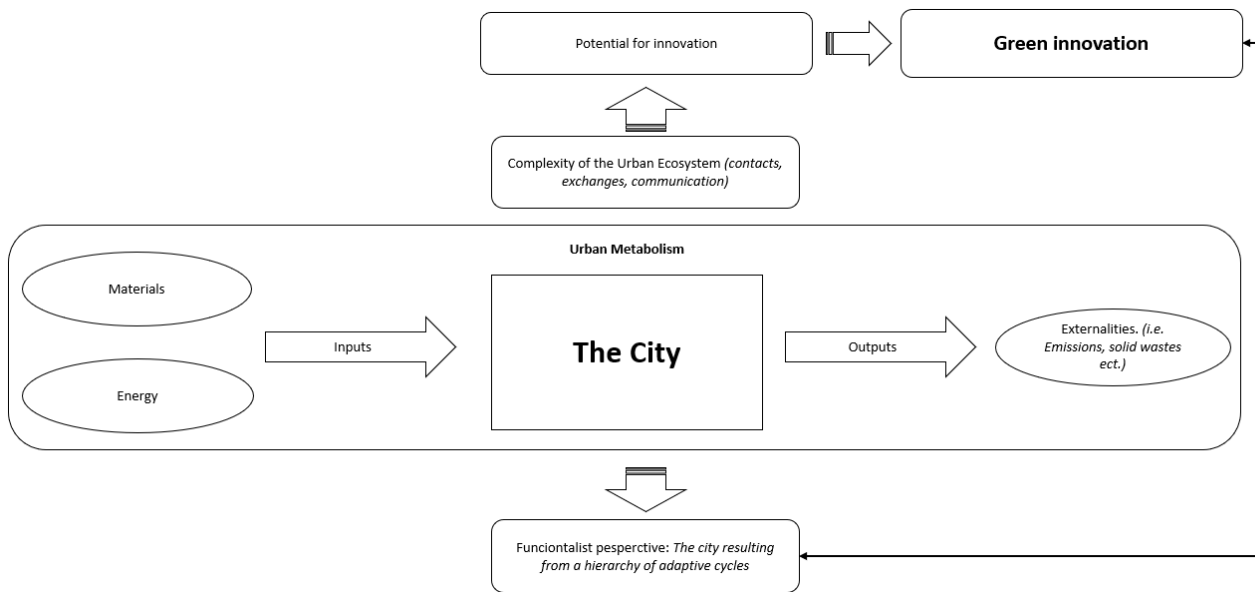 Potential for innovation
Green innovation
Complexity of the Urban Ecosystem (contacts,
exchanges, communication)
Urban Metabolism
Materials
Energy
Inputs
The City
Outputs
Externalities. (i.e.
Emissions, solid wastes
ect.)
Funciontalist pesperctive: The city resulting
from a hierarchy of adaptive cycles